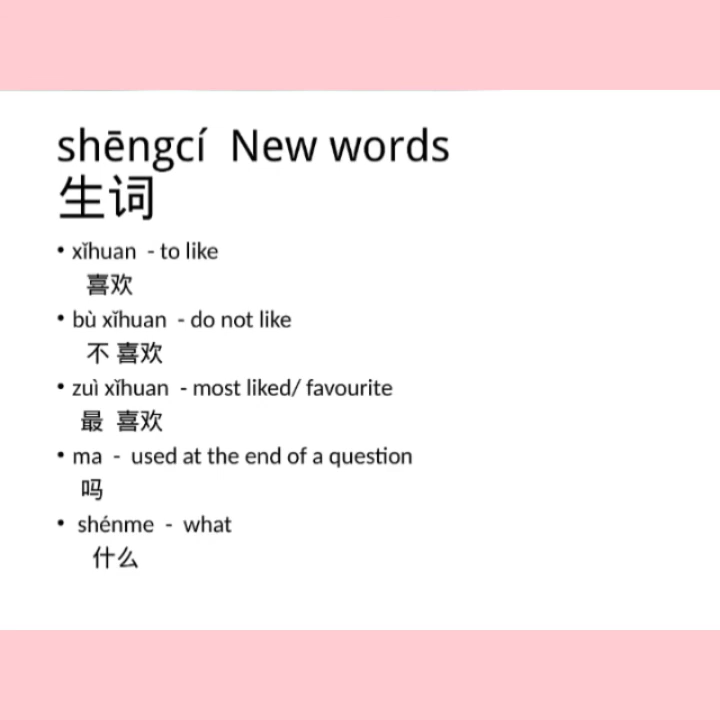 shēngcí New words
生词
• xǐhuan - to like
喜欢
• bù xǐhuan - do not like
不 喜欢
• zuì xǐhuan - most liked/ favourite
最 喜欢
• ma - used at the end of a question
吗
• shénme - what
什么